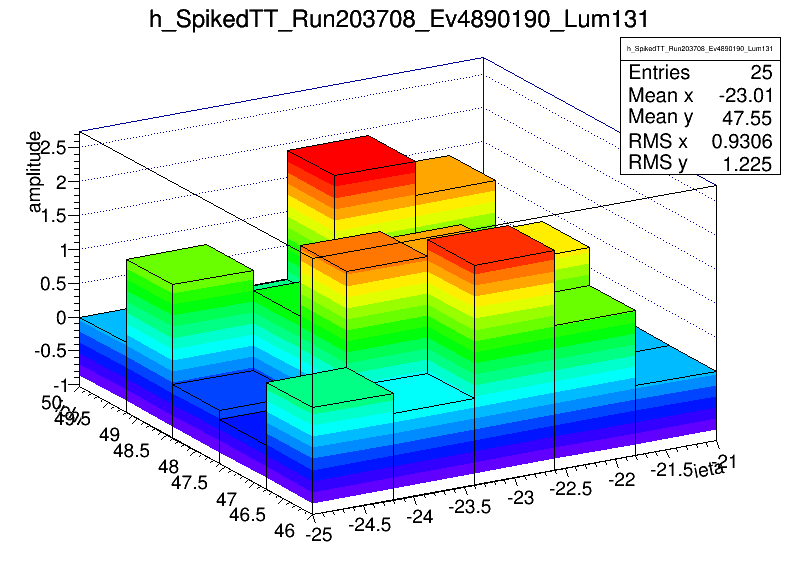 h_SpikedTT_Run203708_Ev4890190_Lum131
h_SpikedTT_Run203708_Ev4890190_Lum131
Entries 25
Mean x -23.01
Mean y 47.55
RMS x 0.9306
RMS y 1.225
amplitude
2.5
2
1.5
1
0.5
0
-0.5
-1
50
49.5
49
48.5
48
47.5
47
46.5
46
-25
-24.5
-24
-23.5
-23
-22.5
-22
-21.5
-21
ieta